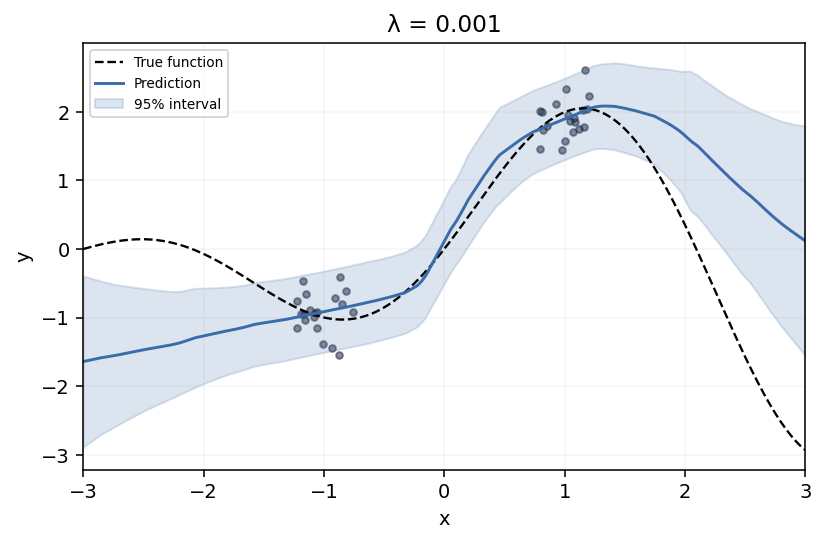 λ = 0.001
True function
Prediction
95% interval
y
2
1
0
−1
−2
−3
−3 −2 −1 0 1 2 3
x